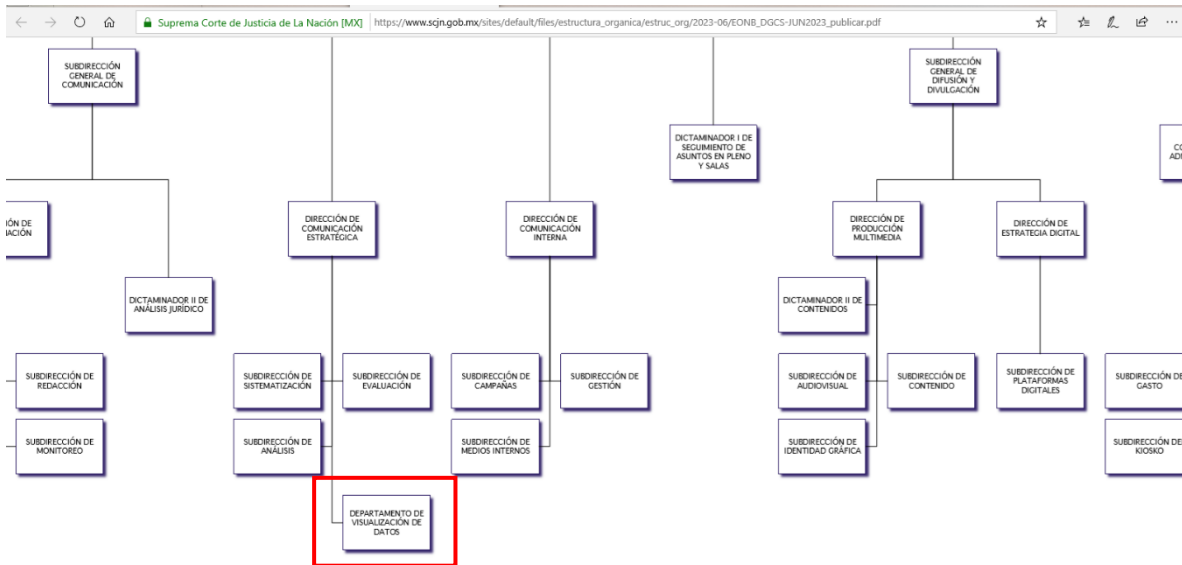 Suprema Corte de Justicia de La Nación [MX] https://www.scjn.gob.mx/sites/default/files/estructura_organica/estruc_org/2023-06/EONB_DGCS-JUN2023_publicar.pdf
SUBDIRECCIÓN
GENERAL DE
COMUNICACIÓN
SUBDIRECCIÓN
GENERAL DE
DIFUSIÓN Y
DIVULGACIÓN
DICTAMINADOR I DE
SEGUIMIENTO DE
ASUNTOS EN PLENO
Y SALAS
DIRECCIÓN DE
COMUNICACIÓN
ESTRATÉGICA
DIRECCIÓN DE
COMUNICACIÓN
INTERNA
DIRECCIÓN DE
PRODUCCIÓN
MULTIMEDIA
DIRECCIÓN DE
ESTRATEGIA DIGITAL
DICTAMINADOR II DE
ANÁLISIS JURÍDICO
DICTAMINADOR II DE
CONTENIDOS
SUBDIRECCIÓN DE
REDACCIÓN
SUBDIRECCIÓN DE
SISTEMATIZACIÓN
SUBDIRECCIÓN DE
EVALUACIÓN
SUBDIRECCIÓN DE
CAMPAÑAS
SUBDIRECCIÓN DE
GESTIÓN
SUBDIRECCIÓN DE
AUDIOVISUAL
SUBDIRECCIÓN DE
CONTENIDO
SUBDIRECCIÓN DE
PLATAFORMAS
DIGITALES
SUBDIRECCIÓN DE
GASTO
SUBDIRECCIÓN DE
MONITOREO
SUBDIRECCIÓN DE
ANÁLISIS
SUBDIRECCIÓN DE
MEDIOS INTERNOS
SUBDIRECCIÓN DE
IDENTIDAD GRÁFICA
SUBDIRECCIÓN DE
KIOSKO
DEPARTAMENTO DE
VISUALIZACIÓN DE
DATOS